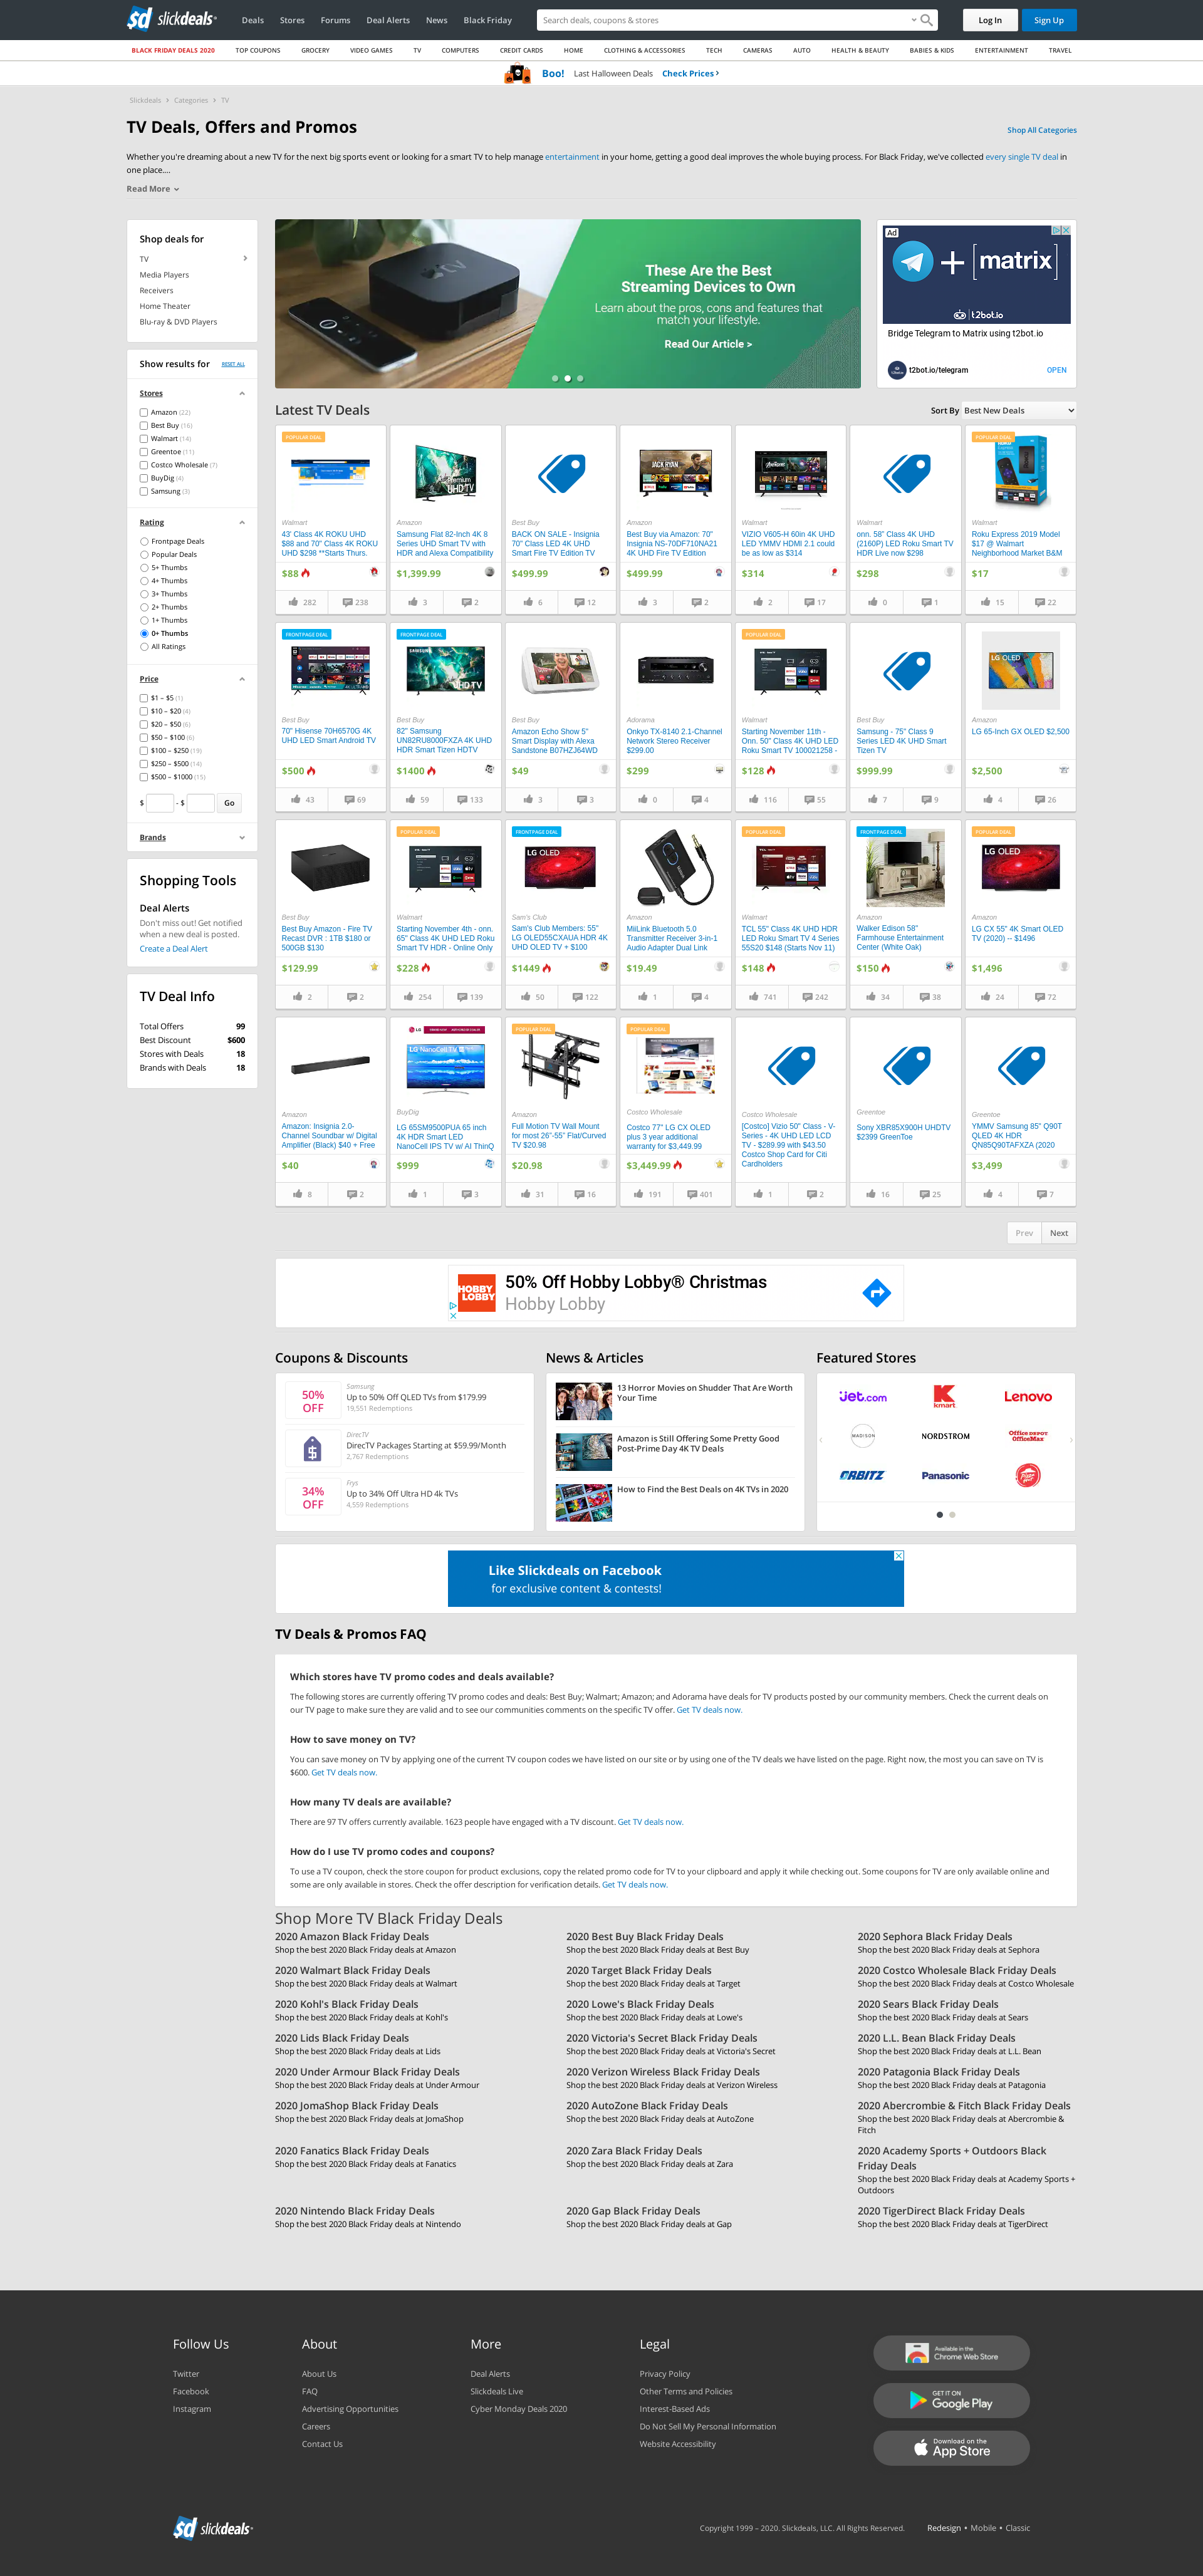 sd slickdeals
Deals Stores Forums Deal Alerts News Black Friday
Search deals, coupons & stores
Log In Sign Up
BLACK FRIDAY DEALS 2020 TOP COUPONS GROCERY VIDEO GAMES TV COMPUTERS CREDIT CARDS HOME CLOTHING & ACCESSORIES TECH CAMERAS AUTO HEALTH & BEAUTY BABIES & KIDS ENTERTAINMENT TRAVEL
Boo! Last Halloween Deals Check Prices
Slickdeals > Categories > TV
TV Deals, Offers and Promos
Shop All Categories
Whether you're dreaming about a new TV for the next big sports event or looking for a smart TV to help manage entertainment in your home, getting a good deal improves the whole buying process. For Black Friday, we've collected every single TV deal in
one place....
Read More
Shop deals for
TV
Media Players
Receivers
Home Theater
Blu-ray & DVD Players
Show results for RESET ALL
Stores
Amazon (22)
Best Buy (16)
Walmart (14)
Greentoe (11)
Costco Wholesale (7)
BuyDig (4)
Samsung (3)
Rating
Frontpage Deals
Popular Deals
5+ Thumbs
4+ Thumbs
3+ Thumbs
2+ Thumbs
1+ Thumbs
0+ Thumbs
All Ratings
Price
$1 – $5 (1)
$10 – $20 (4)
$20 – $50 (6)
$50 – $100 (6)
$100 – $250 (19)
$250 – $500 (14)
$500 – $1000 (15)
$ - $ Go
Brands
Shopping Tools
Deal Alerts
Don't miss out! Get notified
when a new deal is posted.
Create a Deal Alert
TV Deal Info
Total Offers 99
Best Discount $600
Stores with Deals 18
Brands with Deals 18
These Are the Best
Streaming Devices to Own
Learn about the pros, cons and features that
match your lifestyle.
Read Our Article >
Ad
+ [matrix]
t2bot.io
Bridge Telegram to Matrix using t2bot.io
t2bot.io/telegram OPEN
Latest TV Deals
Sort By Best New Deals
POPULAR DEAL
Walmart
43' Class 4K ROKU UHD
$88 and 70" Class 4K ROKU
UHD $298 **Starts Thurs.
$88
282 238
Amazon
Samsung Flat 82-Inch 4K 8
Series UHD Smart TV with
HDR and Alexa Compatibility
$1,399.99
3 2
Best Buy
BACK ON SALE - Insignia
70" Class LED 4K UHD
Smart Fire TV Edition TV
$499.99
6 12
JACK RYAN
Amazon
Best Buy via Amazon: 70"
Insignia NS-70DF710NA21
4K UHD Fire TV Edition
$499.99
3 2
Walmart
VIZIO V605-H 60in 4K UHD
LED YMMV HDMI 2.1 could
be as low as $314
$314
2 17
Walmart
onn. 58" Class 4K UHD
(2160P) LED Roku Smart TV
HDR Live now $298
$298
0 1
POPULAR DEAL
Walmart
Roku Express 2019 Model
$17 @ Walmart
Neighborhood Market B&M
$17
15 22
FRONTPAGE DEAL
Best Buy
70" Hisense 70H6570G 4K
UHD LED Smart Android TV
$500
43 69
FRONTPAGE DEAL
SAMSUNG
Best Buy
82" Samsung
UN82RU8000FXZA 4K UHD
HDR Smart Tizen HDTV
$1400
59 133
Best Buy
Amazon Echo Show 5"
Smart Display with Alexa
Sandstone B07HZJ64WD
$49
3 3
Adorama
Onkyo TX-8140 2.1-Channel
Network Stereo Receiver
$299.00
$299
0 4
POPULAR DEAL
Walmart
Starting November 11th -
Onn. 50" Class 4K UHD LED
Roku Smart TV 100021258 -
$128
116 55
Best Buy
Samsung - 75" Class 9
Series LED 4K UHD Smart
Tizen TV
$999.99
7 9
LG OLED
Amazon
LG 65-Inch GX OLED $2,500
$2,500
4 26
Best Buy
Best Buy Amazon - Fire TV
Recast DVR : 1TB $180 or
500GB $130
$129.99
2 2
POPULAR DEAL
Walmart
Starting November 4th - onn.
65" Class 4K UHD LED Roku
Smart TV HDR - Online Only
$228
254 139
FRONTPAGE DEAL
LG OLED
Sam's Club
Sam's Club Members: 55"
LG OLED55CXAUA HDR 4K
UHD OLED TV + $100
$1449
50 122
Amazon
MiiLink Bluetooth 5.0
Transmitter Receiver 3-in-1
Audio Adapter Dual Link
$19.49
1 4
POPULAR DEAL
Walmart
TCL 55" Class 4K UHD HDR
LED Roku Smart TV 4 Series
55S20 $148 (Starts Nov 11)
$148
741 242
FRONTPAGE DEAL
Amazon
Walker Edison 58"
Farmhouse Entertainment
Center (White Oak)
$150
34 38
POPULAR DEAL
LG OLED
Amazon
LG CX 55" 4K Smart OLED
TV (2020) -- $1496
$1,496
24 72
Amazon
Amazon: Insignia 2.0-
Channel Soundbar w/ Digital
Amplifier (Black) $40 + Free
$40
8 2
LG NanoCell TV
BuyDig
LG 65SM9500PUA 65 inch
4K HDR Smart LED
NanoCell IPS TV w/ AI ThinQ
$999
1 3
POPULAR DEAL
Amazon
Full Motion TV Wall Mount
for most 26"-55" Flat/Curved
TV $20.98
$20.98
31 16
POPULAR DEAL
Costco Wholesale
Costco 77" LG CX OLED
plus 3 year additional
warranty for $3,449.99
$3,449.99
191 401
Costco Wholesale
[Costco] Vizio 50" Class - V-
Series - 4K UHD LED LCD
TV - $289.99 with $43.50
Costco Shop Card for Citi
Cardholders
1 2
Greentoe
Sony XBR85X900H UHDTV
$2399 GreenToe
16 25
Greentoe
YMMV Samsung 85" Q90T
QLED 4K HDR
QN85Q90TAFXZA (2020
$3,499
4 7
Prev Next
HOBBY LOBBY
50% Off Hobby Lobby® Christmas
Hobby Lobby
Coupons & Discounts
50% OFF
Samsung
Up to 50% Off QLED TVs from $179.99
19,551 Redemptions
DirecTV
DirecTV Packages Starting at $59.99/Month
2,767 Redemptions
34% OFF
Frys
Up to 34% Off Ultra HD 4k TVs
4,559 Redemptions
News & Articles
13 Horror Movies on Shudder That Are Worth
Your Time
Amazon is Still Offering Some Pretty Good
Post-Prime Day 4K TV Deals
How to Find the Best Deals on 4K TVs in 2020
Featured Stores
jet.com kmart Lenovo
MADISON NORDSTROM Office DEPOT OfficeMax
ORBITZ Panasonic Pizza Hut
Like Slickdeals on Facebook
for exclusive content & contests!
TV Deals & Promos FAQ
Which stores have TV promo codes and deals available?
The following stores are currently offering TV promo codes and deals: Best Buy; Walmart; Amazon; and Adorama have deals for TV products posted by our community members. Check the current deals on
our TV page to make sure they are valid and to see our communities comments on the specific TV offer. Get TV deals now.
How to save money on TV?
You can save money on TV by applying one of the current TV coupon codes we have listed on our site or by using one of the TV deals we have listed on the page. Right now, the most you can save on TV is
$600. Get TV deals now.
How many TV deals are available?
There are 97 TV offers currently available. 1623 people have engaged with a TV discount. Get TV deals now.
How do I use TV promo codes and coupons?
To use a TV coupon, check the store coupon for product exclusions, copy the related promo code for TV to your clipboard and apply it while checking out. Some coupons for TV are only available online and
some are only available in stores. Check the offer description for verification details. Get TV deals now.
Shop More TV Black Friday Deals
2020 Amazon Black Friday Deals
Shop the best 2020 Black Friday deals at Amazon
2020 Best Buy Black Friday Deals
Shop the best 2020 Black Friday deals at Best Buy
2020 Sephora Black Friday Deals
Shop the best 2020 Black Friday deals at Sephora
2020 Walmart Black Friday Deals
Shop the best 2020 Black Friday deals at Walmart
2020 Target Black Friday Deals
Shop the best 2020 Black Friday deals at Target
2020 Costco Wholesale Black Friday Deals
Shop the best 2020 Black Friday deals at Costco Wholesale
2020 Kohl's Black Friday Deals
Shop the best 2020 Black Friday deals at Kohl's
2020 Lowe's Black Friday Deals
Shop the best 2020 Black Friday deals at Lowe's
2020 Sears Black Friday Deals
Shop the best 2020 Black Friday deals at Sears
2020 Lids Black Friday Deals
Shop the best 2020 Black Friday deals at Lids
2020 Victoria's Secret Black Friday Deals
Shop the best 2020 Black Friday deals at Victoria's Secret
2020 L.L. Bean Black Friday Deals
Shop the best 2020 Black Friday deals at L.L. Bean
2020 Under Armour Black Friday Deals
Shop the best 2020 Black Friday deals at Under Armour
2020 Verizon Wireless Black Friday Deals
Shop the best 2020 Black Friday deals at Verizon Wireless
2020 Patagonia Black Friday Deals
Shop the best 2020 Black Friday deals at Patagonia
2020 JomaShop Black Friday Deals
Shop the best 2020 Black Friday deals at JomaShop
2020 AutoZone Black Friday Deals
Shop the best 2020 Black Friday deals at AutoZone
2020 Abercrombie & Fitch Black Friday Deals
Shop the best 2020 Black Friday deals at Abercrombie &
Fitch
2020 Fanatics Black Friday Deals
Shop the best 2020 Black Friday deals at Fanatics
2020 Zara Black Friday Deals
Shop the best 2020 Black Friday deals at Zara
2020 Academy Sports + Outdoors Black
Friday Deals
Shop the best 2020 Black Friday deals at Academy Sports +
Outdoors
2020 Nintendo Black Friday Deals
Shop the best 2020 Black Friday deals at Nintendo
2020 Gap Black Friday Deals
Shop the best 2020 Black Friday deals at Gap
2020 TigerDirect Black Friday Deals
Shop the best 2020 Black Friday deals at TigerDirect
Follow Us
Twitter
Facebook
Instagram
About
About Us
FAQ
Advertising Opportunities
Careers
Contact Us
More
Deal Alerts
Slickdeals Live
Cyber Monday Deals 2020
Legal
Privacy Policy
Other Terms and Policies
Interest-Based Ads
Do Not Sell My Personal Information
Website Accessibility
Available in the
Chrome Web Store
GET IT ON
Google Play
Download on the
App Store
sd slickdeals
Copyright 1999 – 2020. Slickdeals, LLC. All Rights Reserved. Redesign • Mobile • Classic